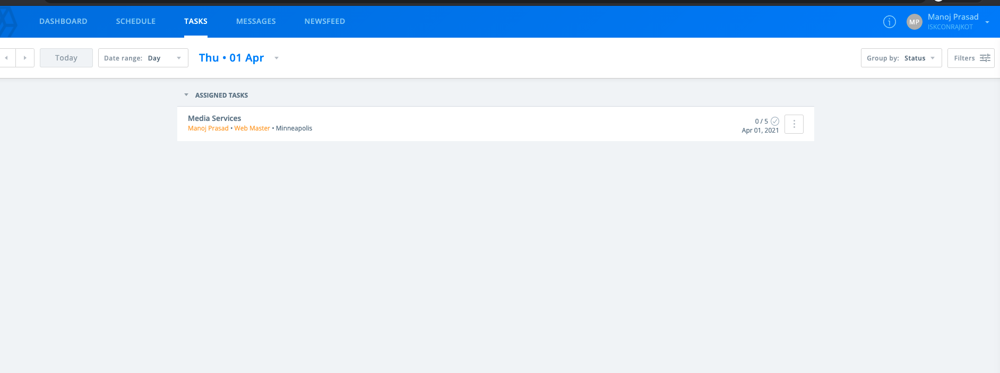 DASHBOARD SCHEDULE TASKS MESSAGES NEWSFEED
MP Manoj Prasad
ISKCONRAJKOT
Today Date range: Day Thu • 01 Apr Group by: Status Filters
ASSIGNED TASKS
Media Services
Manoj Prasad • Web Master • Minneapolis
0 / 5
Apr 01, 2021